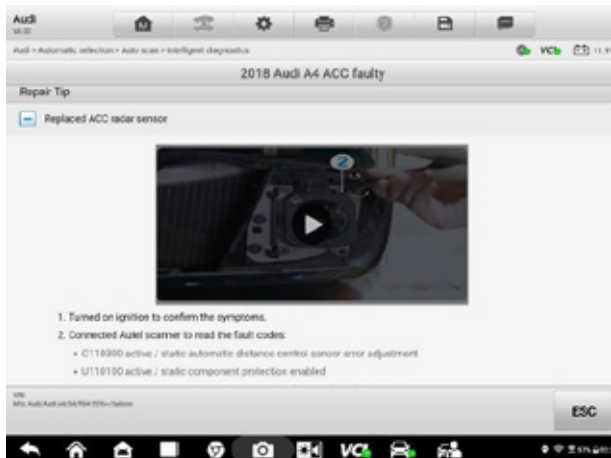 Audi
VCI
Audi > Automatic selection > Auto scan > Intelligent diagnostics
2018 Audi A4 ACC faulty
Repair Tip
Replaced ACC radar sensor
2
1. Turned on ignition to confirm the symptoms.
2. Connected Autel scanner to read the fault codes:
• C110300 active / static automatic distance control sensor error adjustment
• U110100 active / static component protection enabled
VIN:
ESC
VCI